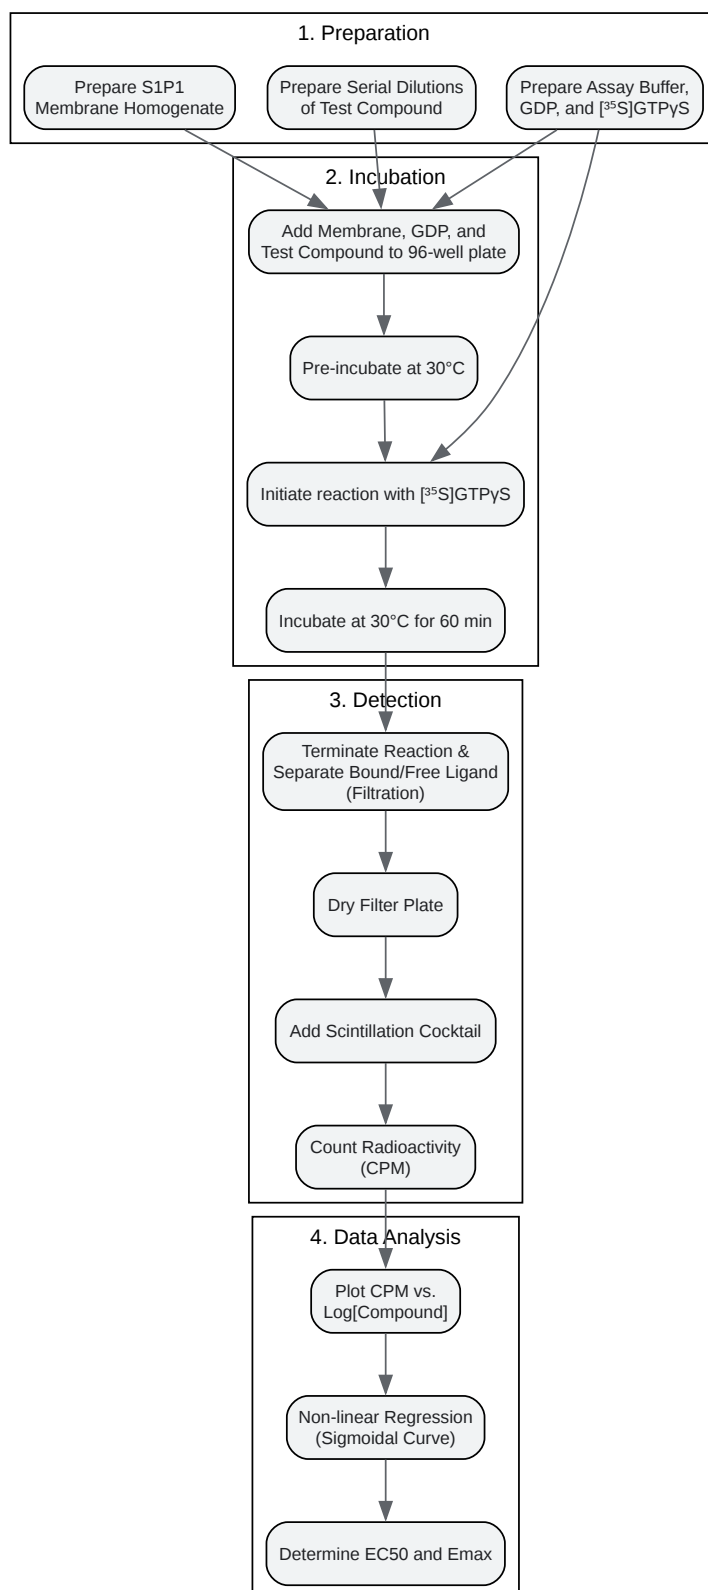 1. Preparation
Prepare S1P1
Membrane Homogenate
Prepare Serial Dilutions
of Test Compound
Prepare Assay Buffer,
GDP, and [³⁵S]GTPγS
2. Incubation
Add Membrane, GDP, and
Test Compound to 96-well plate
Pre-incubate at 30°C
Initiate reaction with [³⁵S]GTPγS
Incubate at 30°C for 60 min
3. Detection
Terminate Reaction &
Separate Bound/Free Ligand
(Filtration)
Dry Filter Plate
Add Scintillation Cocktail
Count Radioactivity
(CPM)
4. Data Analysis
Plot CPM vs.
Log[Compound]
Non-linear Regression
(Sigmoidal Curve)
Determine EC50 and Emax